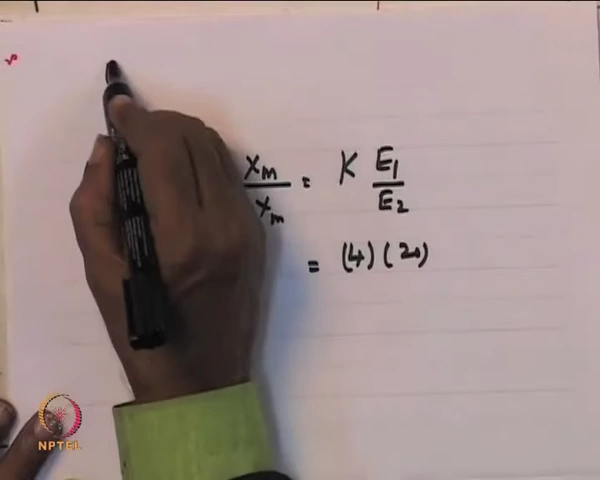 Xm/xm = K E1/E2
= (4) (20)
NPTEL